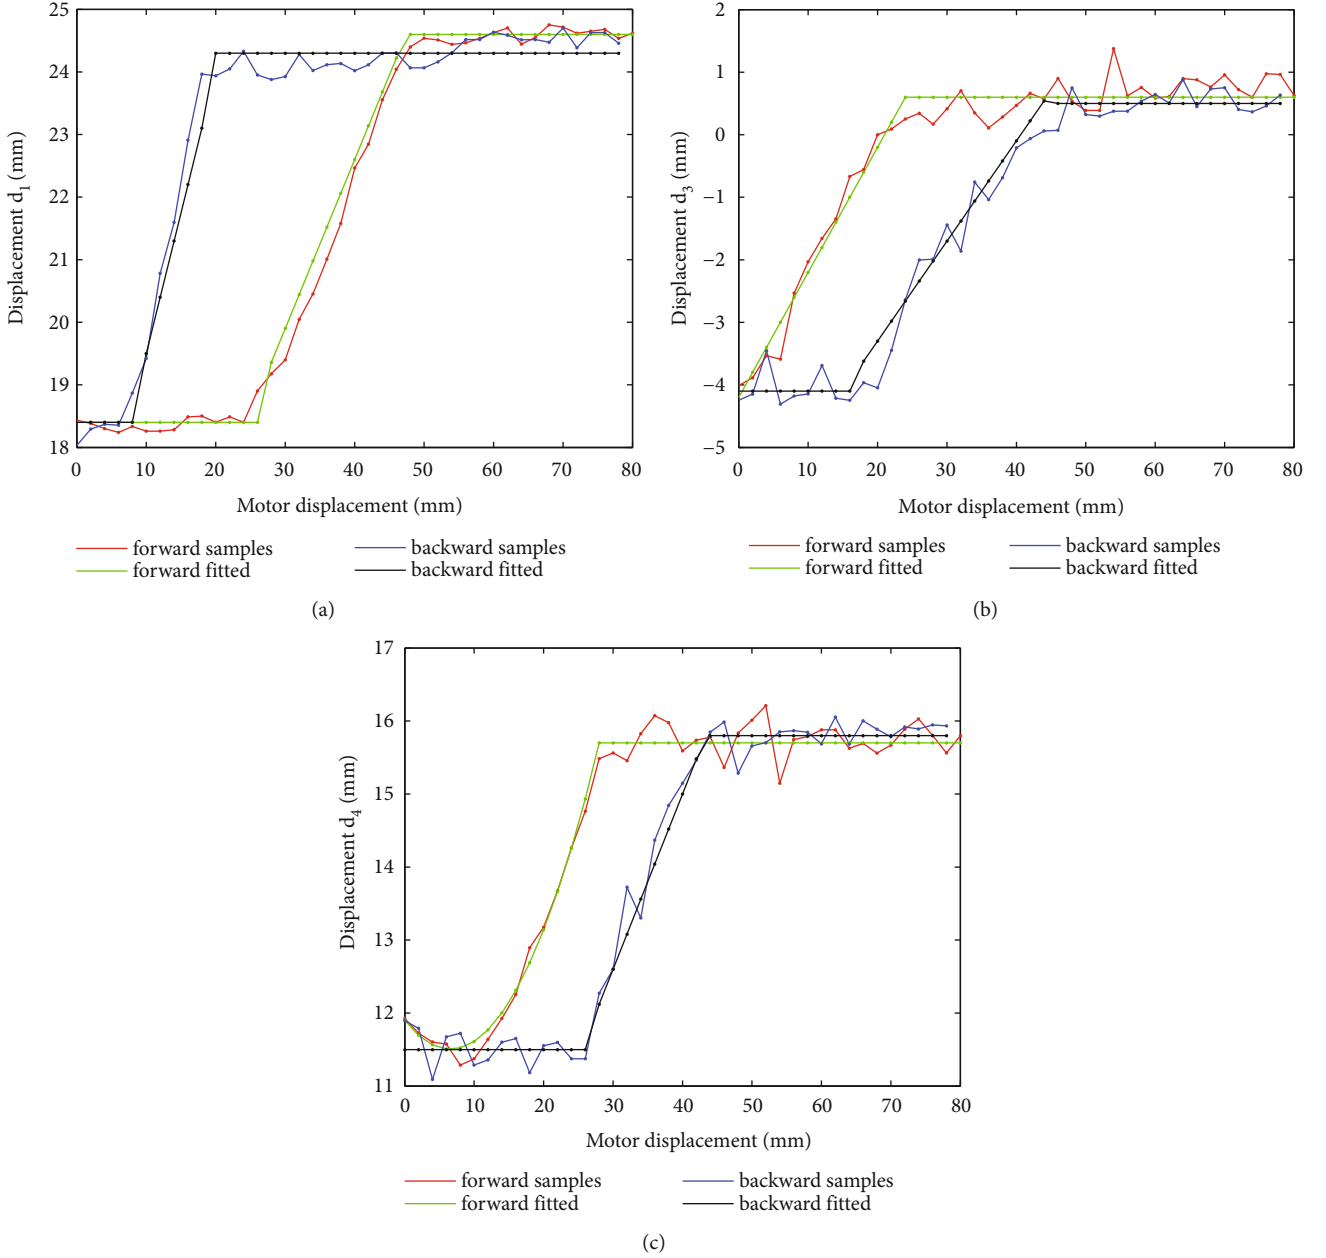 25
24
23
22
21
20
19
18
Displacement d1 (mm)
0 10 20 30 40 50 60 70 80
Motor displacement (mm)
forward samples
forward fitted
backward samples
backward fitted
(a)
2
1
0
−1
−2
−3
−4
−5
Displacement d3 (mm)
0 10 20 30 40 50 60 70 80
Motor displacement (mm)
forward samples
forward fitted
backward samples
backward fitted
(b)
17
16
15
14
13
12
11
Displacement d4 (mm)
0 10 20 30 40 50 60 70 80
Motor displacement (mm)
forward samples
forward fitted
backward samples
backward fitted
(c)